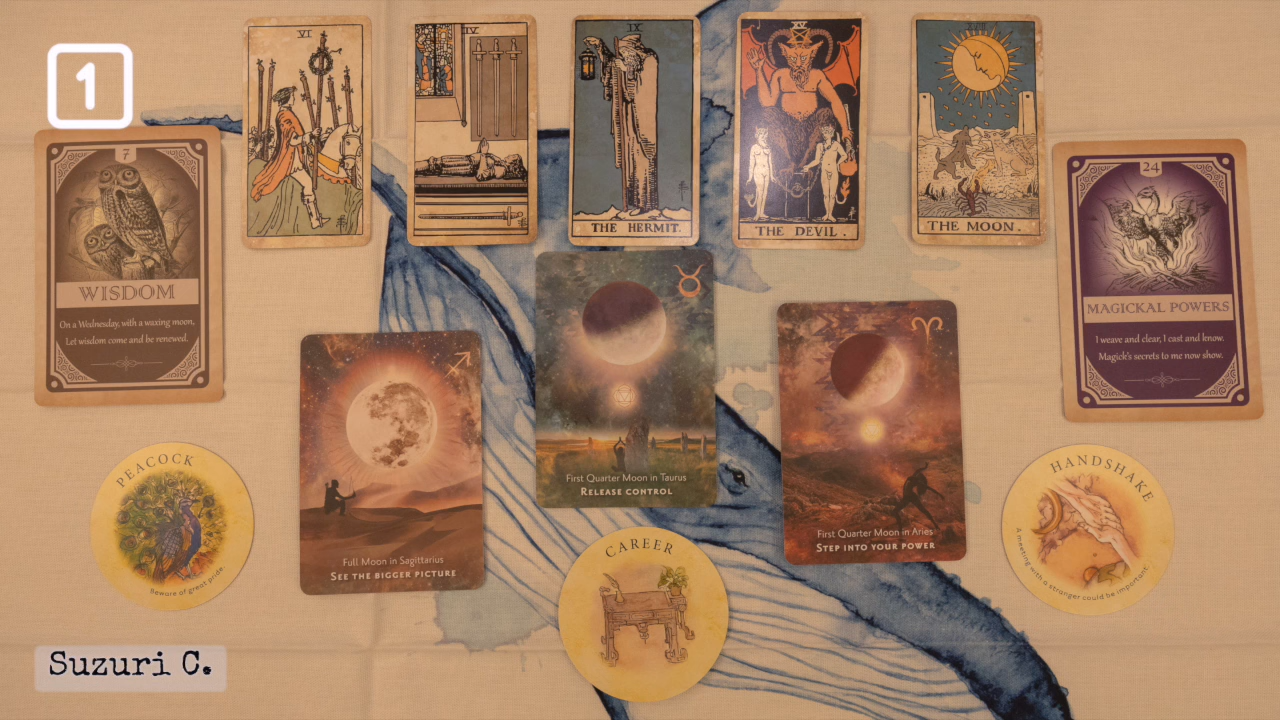 1
VI
IV
IX
THE HERMIT.
XV
THE DEVIL.
XVIII
THE MOON.
7
WISDOM
On a Wednesday, with a waxing moon,
Let wisdom come and be renewed.
24
MAGICKAL POWERS
I weave and clear, I cast and know.
Magick's secrets to me now show.
Full Moon in Sagittarius
SEE THE BIGGER PICTURE
First Quarter Moon in Taurus
RELEASE CONTROL
First Quarter Moon in Aries
STEP INTO YOUR POWER
PEACOCK
Beware of great pride.
CAREER
HANDSHAKE
A meeting with a stranger could be important.
Suzuri C.